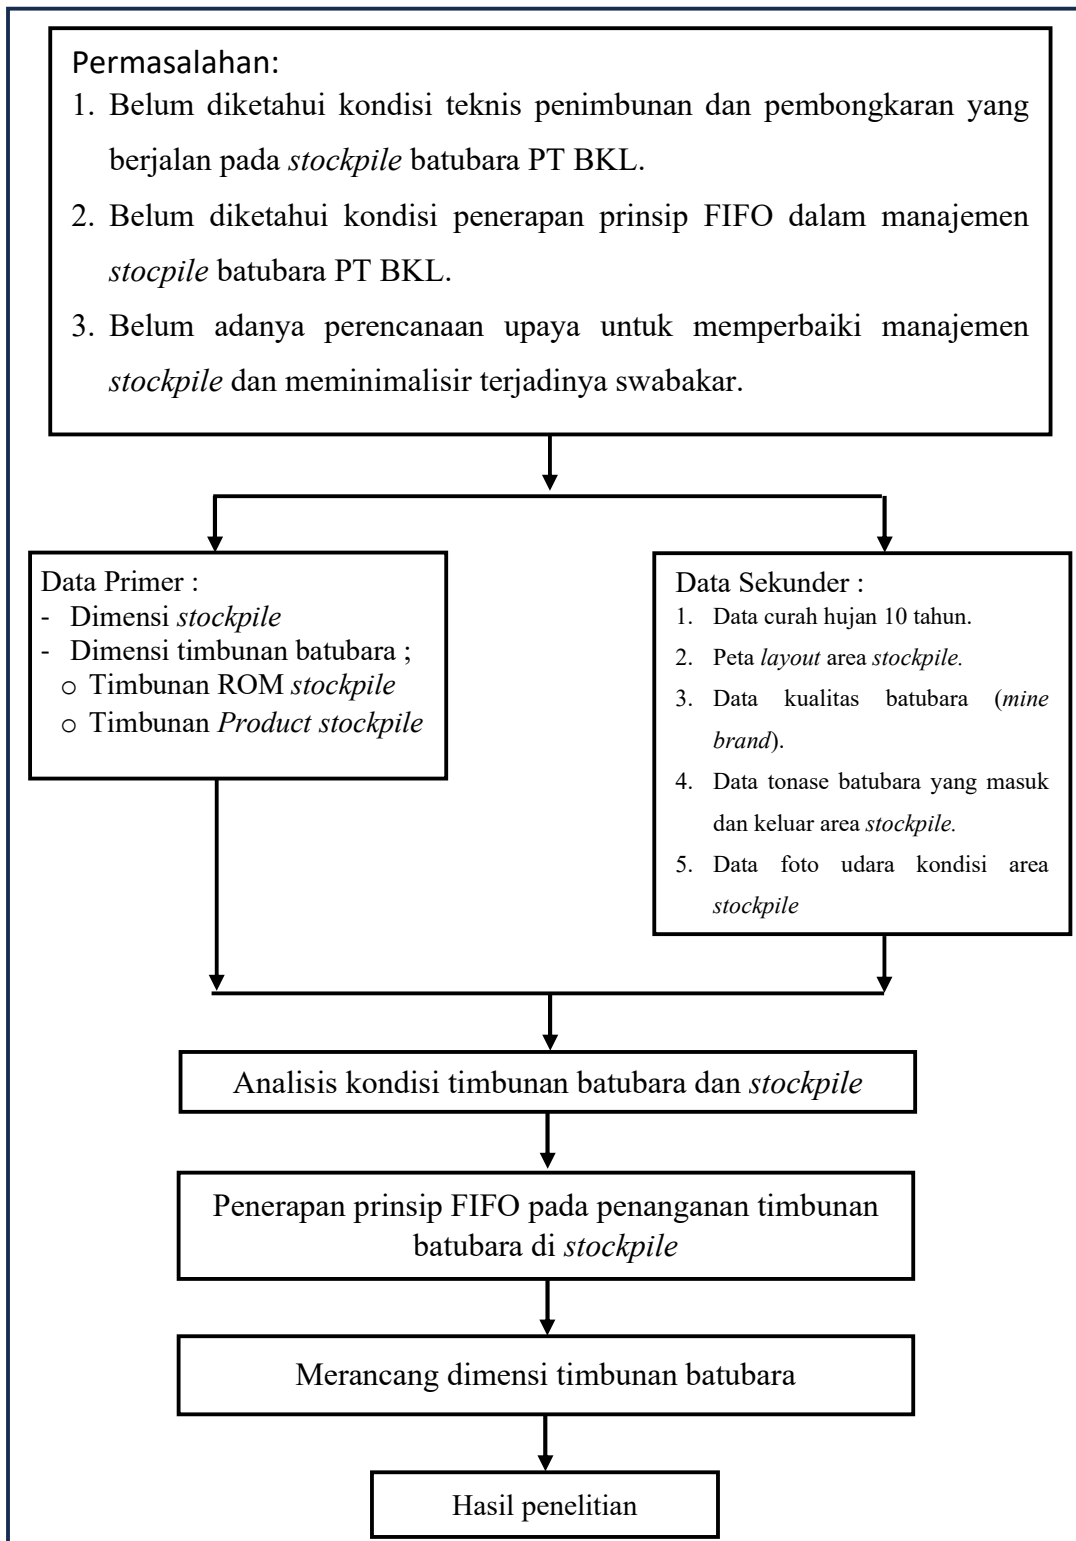 Permasalahan:
1. Belum diketahui kondisi teknis penimbunan dan pembongkaran yang
berjalan pada stockpile batubara PT BKL.
2. Belum diketahui kondisi penerapan prinsip FIFO dalam manajemen
stocpile batubara PT BKL.
3. Belum adanya perencanaan upaya untuk memperbaiki manajemen
stockpile dan meminimalisir terjadinya swabakar.
Data Primer :
- Dimensi stockpile
- Dimensi timbunan batubara ;
o Timbunan ROM stockpile
o Timbunan Product stockpile
Data Sekunder :
1. Data curah hujan 10 tahun.
2. Peta layout area stockpile.
3. Data kualitas batubara (mine
brand).
4. Data tonase batubara yang masuk
dan keluar area stockpile.
5. Data foto udara kondisi area
stockpile
Analisis kondisi timbunan batubara dan stockpile
Penerapan prinsip FIFO pada penanganan timbunan
batubara di stockpile
Merancang dimensi timbunan batubara
Hasil penelitian